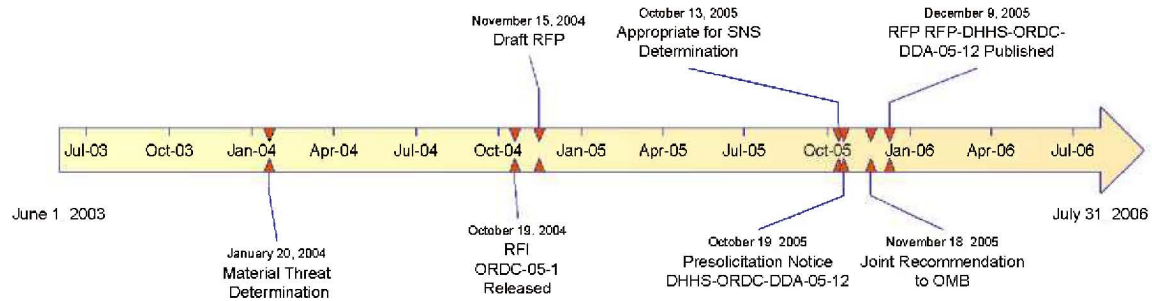 November 15, 2004
Draft RFP
October 13, 2005
Appropriate for SNS
Determination
December 9, 2005
RFP RFP-DHHS-ORDC-
DDA-05-12 Published
Jul-03 Oct-03 Jan-04 Apr-04 Jul-04 Oct-04 Jan-05 Apr-05 Jul-05 Oct-05 Jan-06 Apr-06 Jul-06
June 1 2003
July 31 2006
January 20, 2004
Material Threat
Determination
October 19. 2004
RFI
ORDC-05-1
Released
October 19 2005
Presolicitation Notice
DHHS-ORDC-DDA-05-12
November 18 2005
Joint Recommendation
to OMB